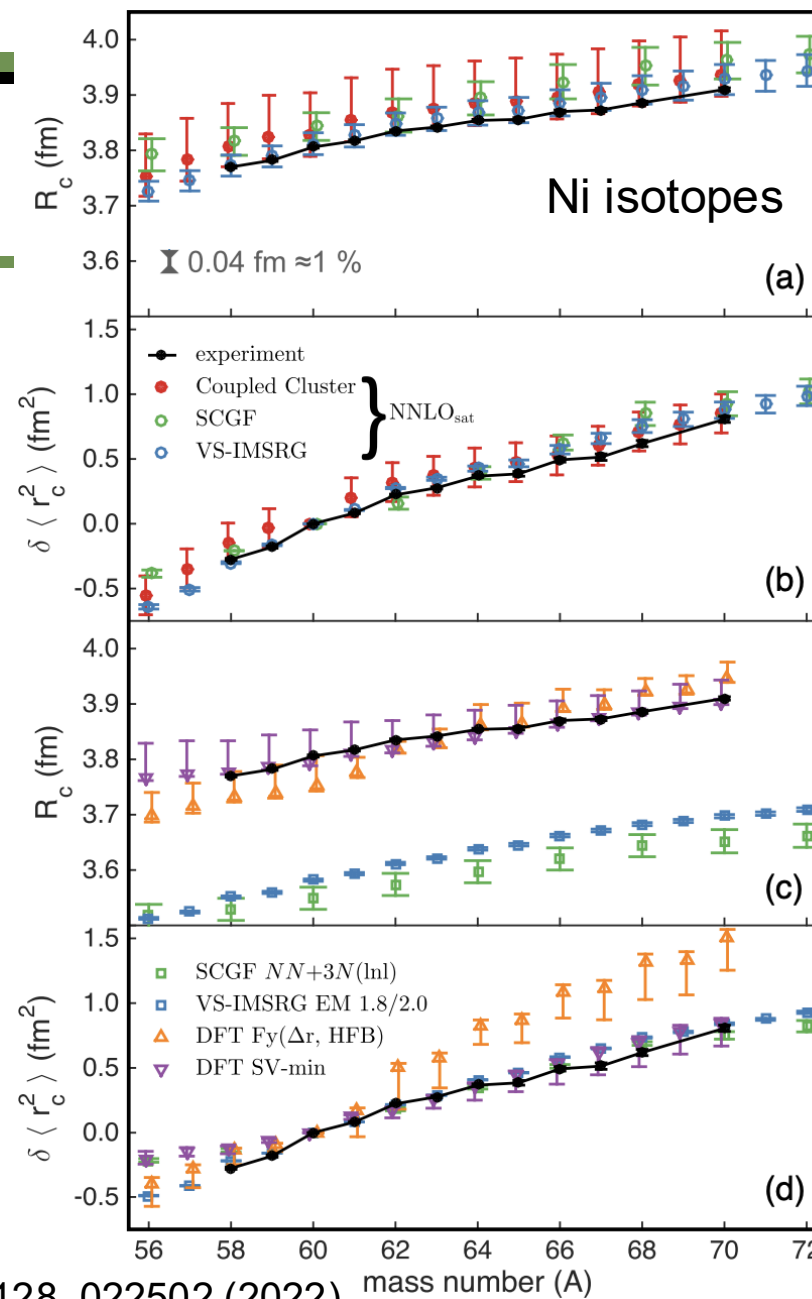 4.0
3.9
3.8
3.7
3.6
R_c (fm)
Ni isotopes
0.04 fm ≈1 %
(a)
1.5
1.0
0.5
0.0
-0.5
δ ⟨ r_c^2 ⟩ (fm^2)
experiment
Coupled Cluster
SCGF
VS-IMSRG
} NNLO_sat
(b)
4.0
3.9
3.8
3.7
3.6
R_c (fm)
(c)
1.5
1.0
0.5
0.0
-0.5
δ ⟨ r_c^2 ⟩ (fm^2)
SCGF NN+3N(lnl)
VS-IMSRG EM 1.8/2.0
DFT Fy(Δr, HFB)
DFT SV-min
(d)
56 58 60 62 64 66 68 70 72
mass number (A)
128, 022502 (2022)